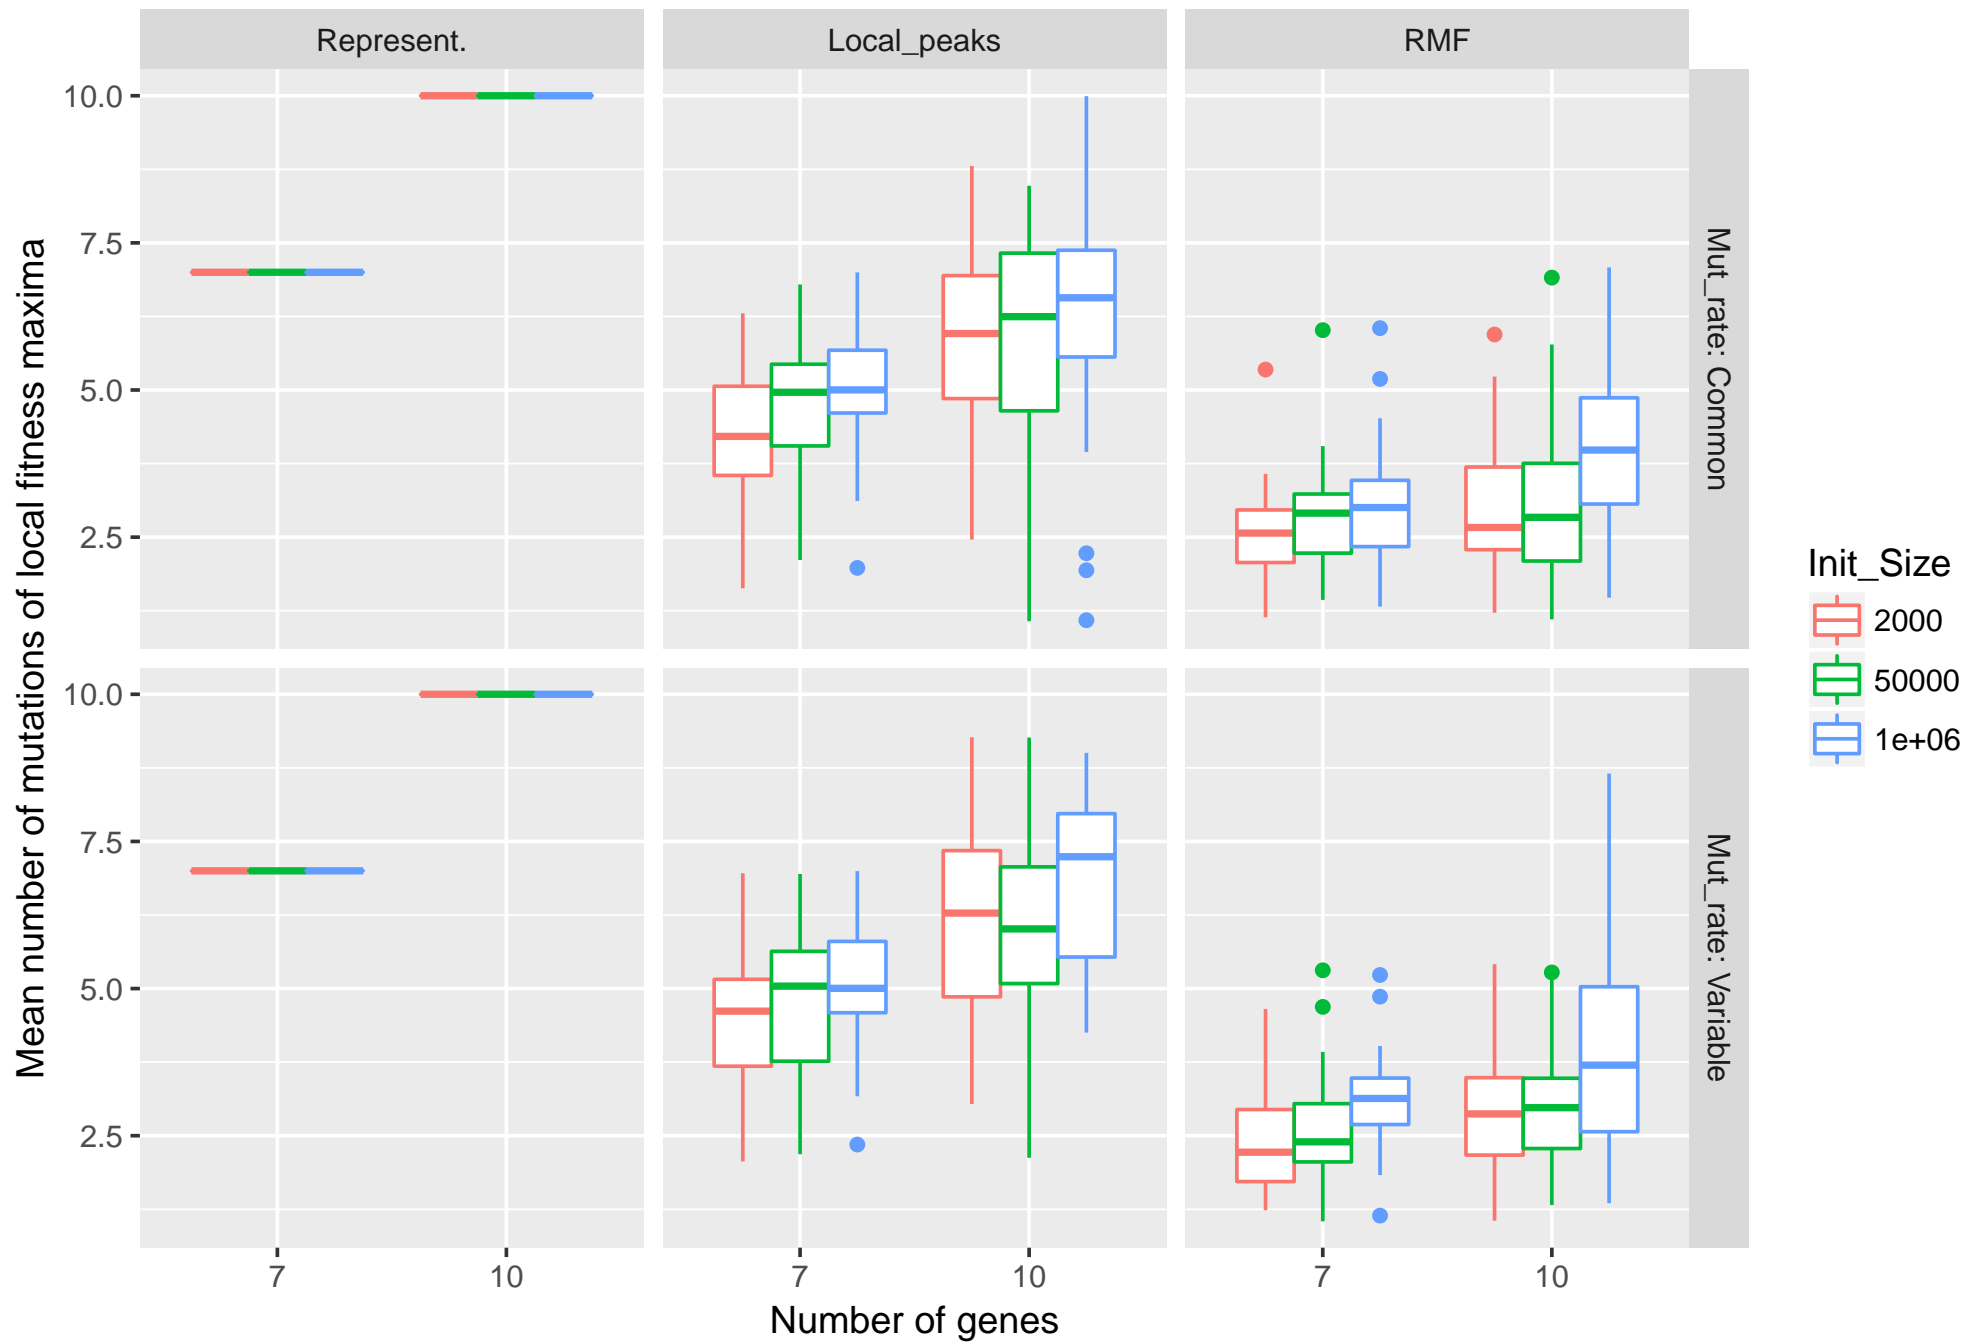 Represent.
Local_peaks
RMF
Mean number of mutations of local fitness maxima
10.0
7.5
5.0
2.5
Mut_rate: Common
10.0
7.5
5.0
2.5
Mut_rate: Variable
7
10
7
10
7
10
Number of genes
Init_Size
2000
50000
1e+06